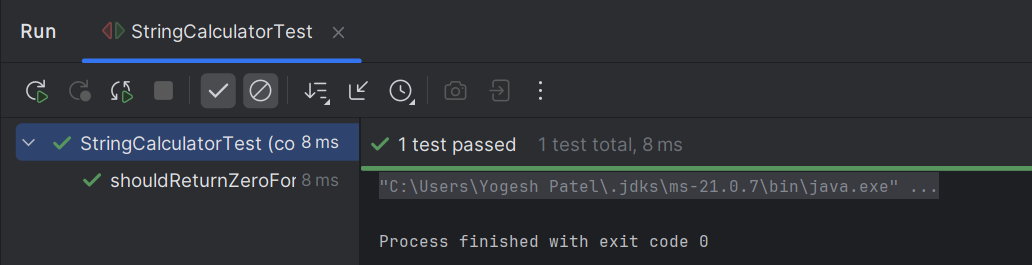 Run StringCalculatorTest
StringCalculatorTest (co 8 ms
1 test passed 1 test total, 8 ms
shouldReturnZeroFor 8 ms
"C:\Users\Yogesh Patel\.jdks\ms-21.0.7\bin\java.exe" ...
Process finished with exit code 0